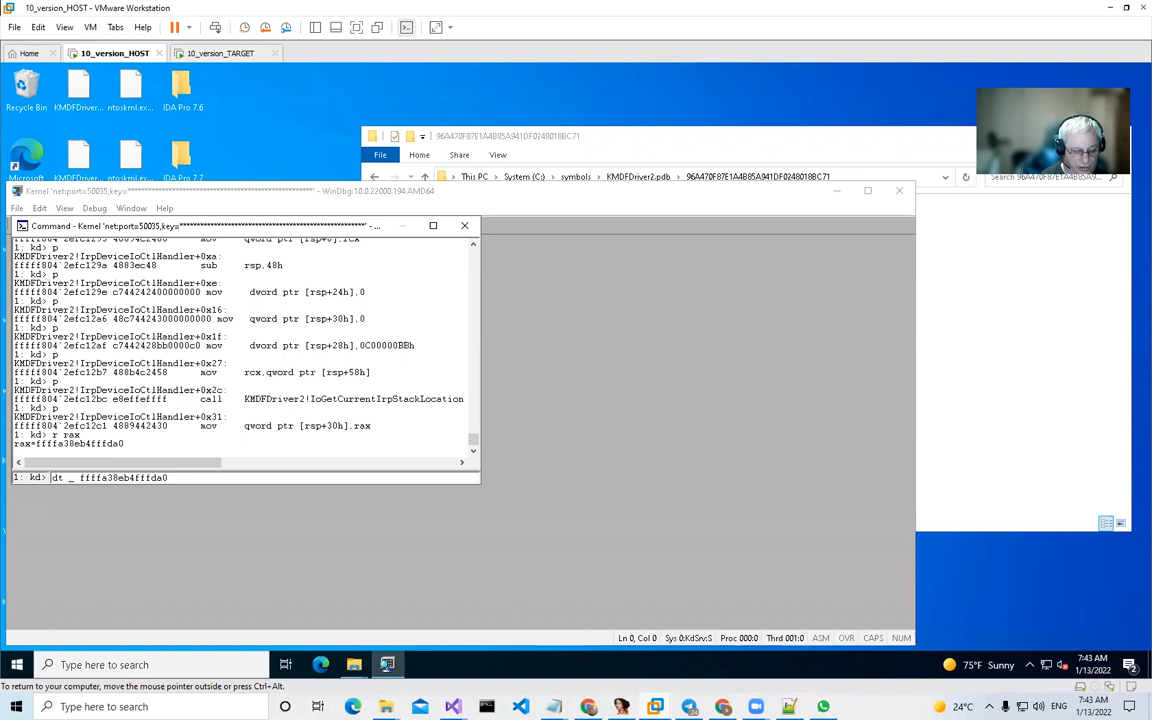 10_version_HOST - VMware Workstation
File Edit View VM Tabs Help
Home 10_version_HOST 10_version_TARGET
Recycle Bin KMDFDriver... ntoskrnl.ex... IDA Pro 7.6
Microsoft IDA Pro 7.7
96A470F87E1A4B85A941DF0248018BC71
File Home Share View
This PC System (C:) symbols KMDFDriver2.pdb 96A470F87E1A4B85A941DF0248018BC71
Search 96A470F87E1A4B85A9...
Kernel 'net:port=50035,key=******************************************************' - WinDbg:10.0.22000.194 AMD64
File Edit View Debug Window Help
Command - Kernel 'net:port=50035,key=******************************************************' - ...
1: kd> p
KMDFDriver2!IrpDeviceIoCtlHandler+0xa:
fffff804`2efc129a 4883ec48 sub rsp,48h
1: kd> p
KMDFDriver2!IrpDeviceIoCtlHandler+0xe:
fffff804`2efc129e c744242400000000 mov dword ptr [rsp+24h],0
1: kd> p
KMDFDriver2!IrpDeviceIoCtlHandler+0x16:
fffff804`2efc12a6 48c744243000000000 mov qword ptr [rsp+30h],0
1: kd> p
KMDFDriver2!IrpDeviceIoCtlHandler+0x1f:
fffff804`2efc12af c7442428bb0000c0 mov dword ptr [rsp+28h],0C00000BBh
1: kd> p
KMDFDriver2!IrpDeviceIoCtlHandler+0x27:
fffff804`2efc12b7 488b4c2458 mov rcx,qword ptr [rsp+58h]
1: kd> p
KMDFDriver2!IrpDeviceIoCtlHandler+0x2c:
fffff804`2efc12bc e8effeffff call KMDFDriver2!IoGetCurrentIrpStackLocation
1: kd> p
KMDFDriver2!IrpDeviceIoCtlHandler+0x31:
fffff804`2efc12c1 4889442430 mov qword ptr [rsp+30h],rax
1: kd> r rax
rax=ffffa38eb4fffda0
1: kd> dt _ ffffa38eb4fffda0
Ln 0, Col 0 Sys 0:KdSrv:S Proc 000:0 Thrd 001:0 ASM OVR CAPS NUM
Type here to search 75°F Sunny 7:43 AM
1/13/2022
To return to your computer, move the mouse pointer outside or press Ctrl+Alt.
Type here to search 24°C ENG 7:43 AM
1/13/2022